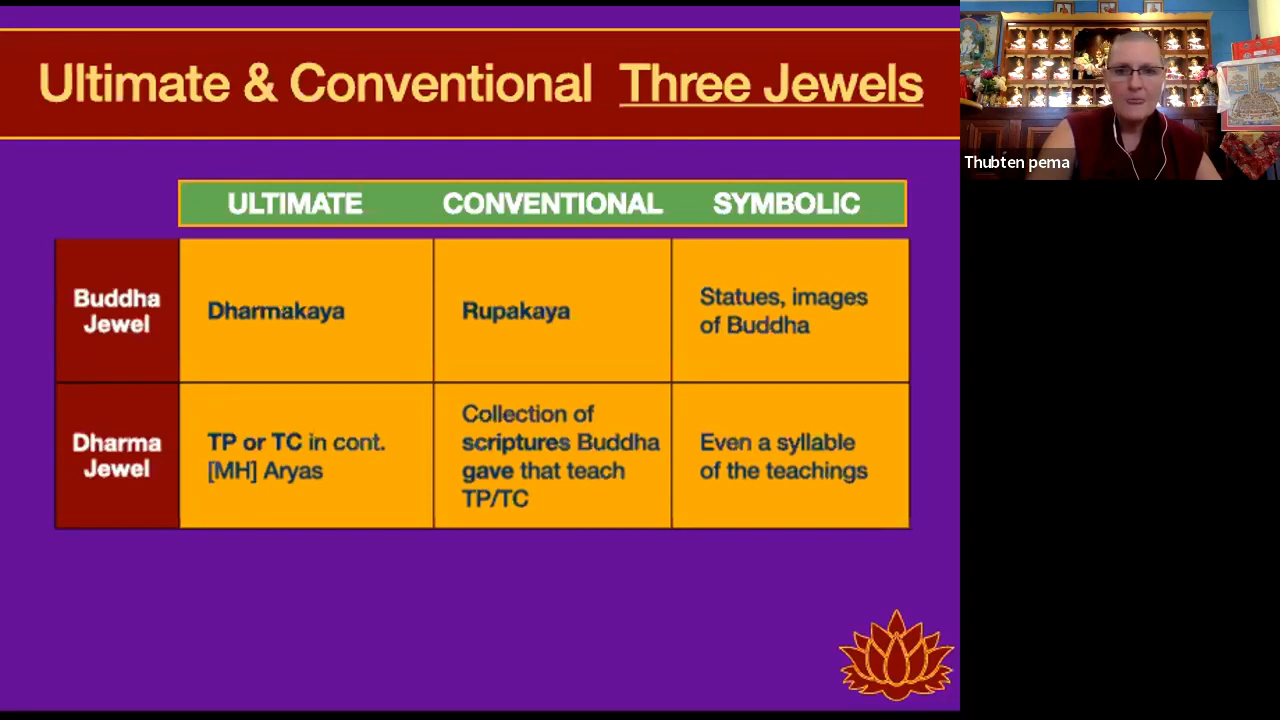 Ultimate & Conventional Three Jewels
Thubten pema
ULTIMATE CONVENTIONAL SYMBOLIC
Buddha
Jewel
Dharmakaya
Rupakaya
Statues, images
of Buddha
Dharma
Jewel
TP or TC in cont.
[MH] Aryas
Collection of
scriptures Buddha
gave that teach
TP/TC
Even a syllable
of the teachings